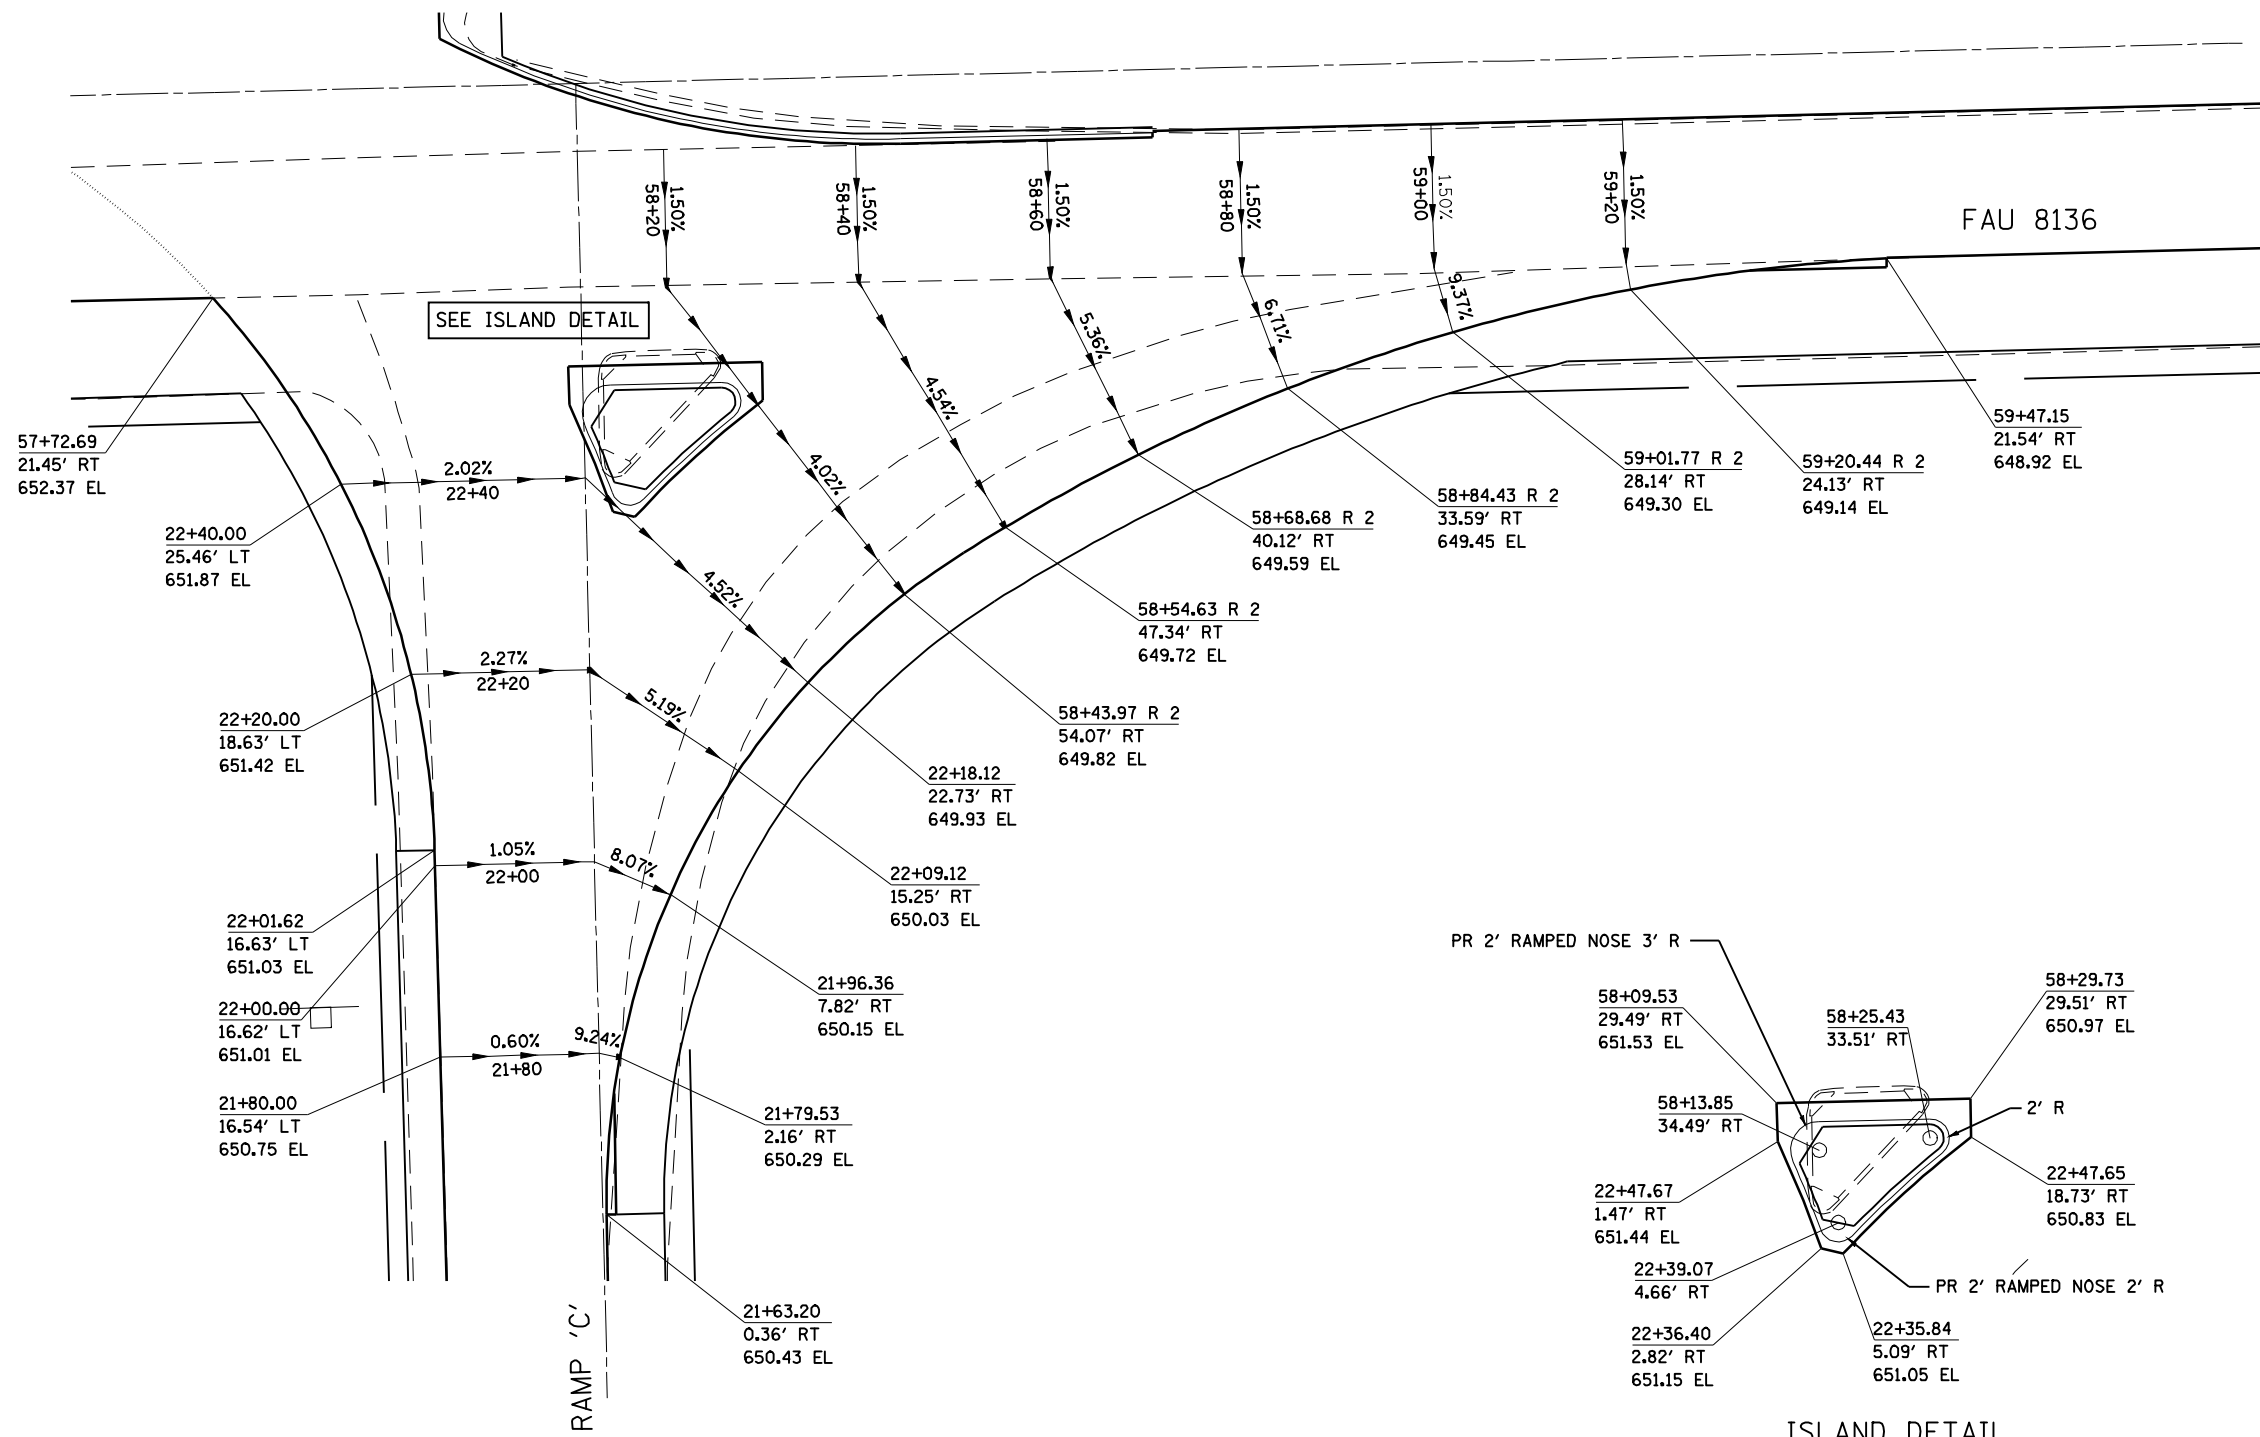 1.50%
58+20
1.50%
58+40
1.50%
58+60
1.50%
58+80
1.50%
59+00
1.50%
59+20
FAU 8136
SEE ISLAND DETAIL
9.37%
6.71%
5.36%
4.54%
4.02%
4.52%
5.19%
8.07%
9.24%
2.02%
22+40
2.27%
22+20
1.05%
22+00
0.60%
21+80
57+72.69
21.45' RT
652.37 EL
22+40.00
25.46' LT
651.87 EL
22+20.00
18.63' LT
651.42 EL
22+01.62
16.63' LT
651.03 EL
22+00.00
16.62' LT
651.01 EL
21+80.00
16.54' LT
650.75 EL
59+47.15
21.54' RT
648.92 EL
59+20.44 R 2
24.13' RT
649.14 EL
59+01.77 R 2
28.14' RT
649.30 EL
58+84.43 R 2
33.59' RT
649.45 EL
58+68.68 R 2
40.12' RT
649.59 EL
58+54.63 R 2
47.34' RT
649.72 EL
58+43.97 R 2
54.07' RT
649.82 EL
22+18.12
22.73' RT
649.93 EL
22+09.12
15.25' RT
650.03 EL
21+96.36
7.82' RT
650.15 EL
21+79.53
2.16' RT
650.29 EL
21+63.20
0.36' RT
650.43 EL
RAMP 'C'
PR 2' RAMPED NOSE 3' R
58+09.53
29.49' RT
651.53 EL
58+25.43
33.51' RT
58+29.73
29.51' RT
650.97 EL
58+13.85
34.49' RT
2' R
22+47.67
1.47' RT
651.44 EL
22+47.65
18.73' RT
650.83 EL
22+39.07
4.66' RT
PR 2' RAMPED NOSE 2' R
22+36.40
2.82' RT
651.15 EL
22+35.84
5.09' RT
651.05 EL
ISLAND DETAIL